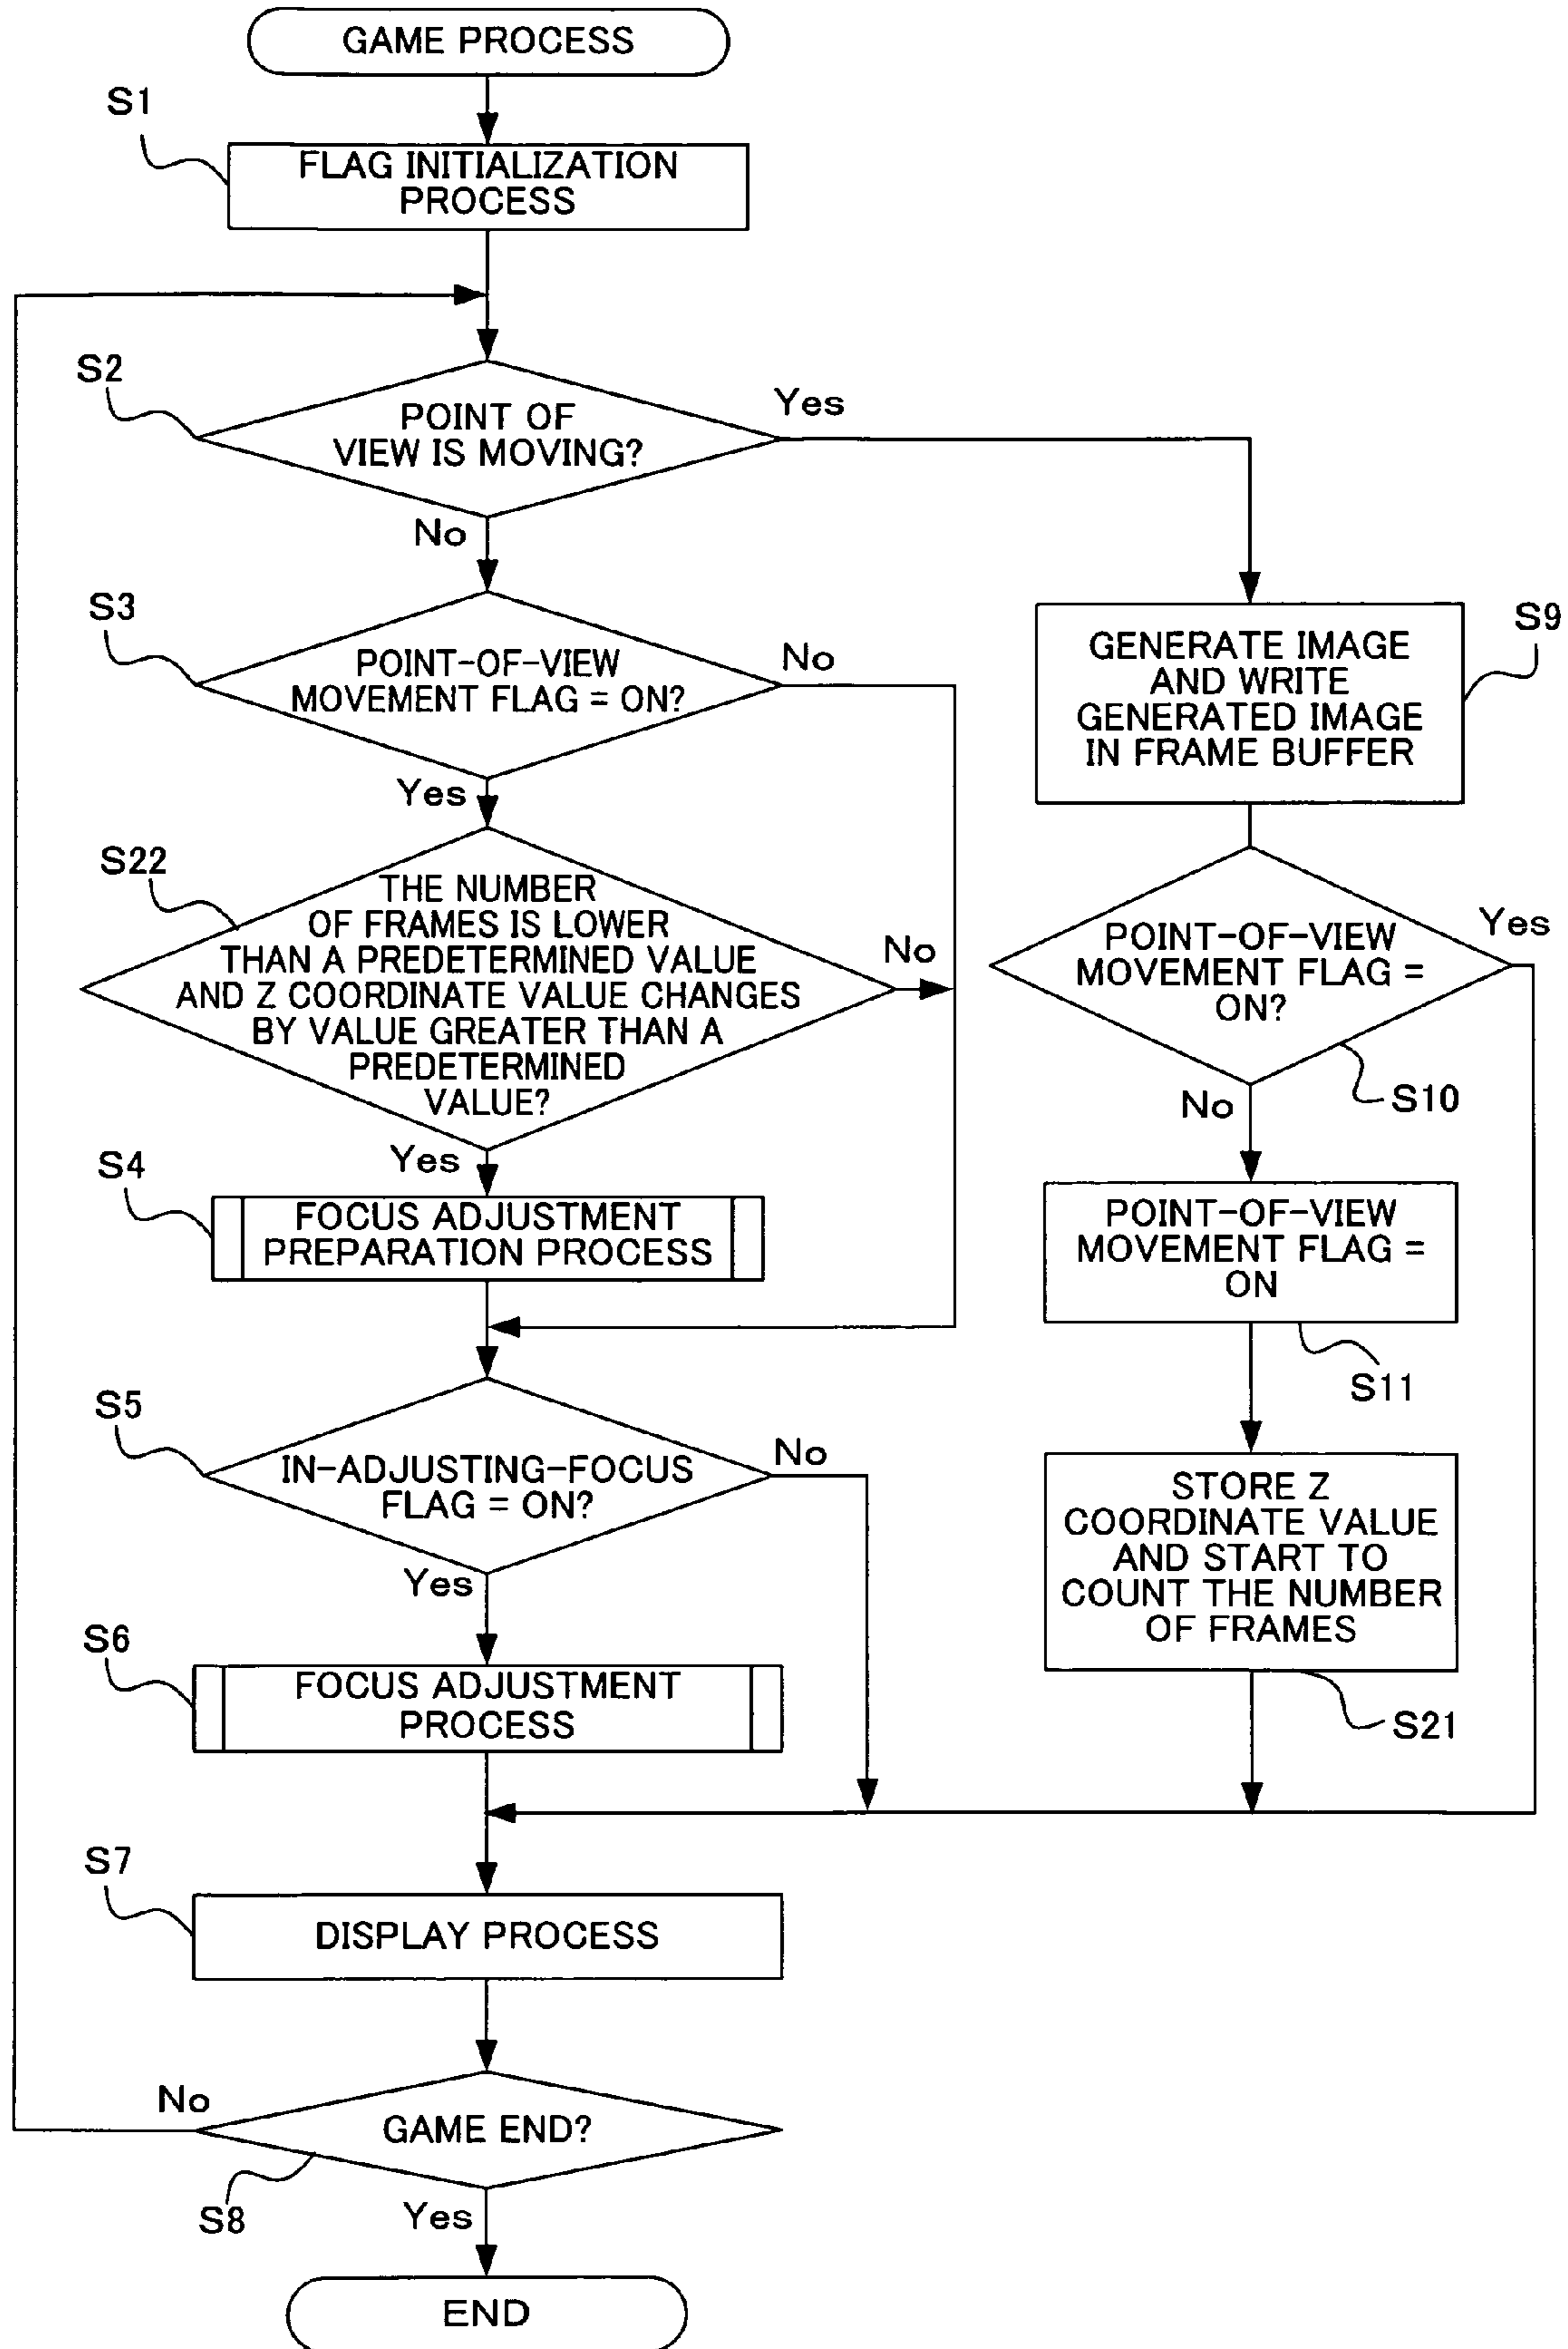 GAME PROCESS
S1
FLAG INITIALIZATION
PROCESS
S2
POINT OF
VIEW IS MOVING?
Yes
No
S3
POINT-OF-VIEW
MOVEMENT FLAG = ON?
No
Yes
S22
THE NUMBER
OF FRAMES IS LOWER
THAN A PREDETERMINED VALUE
AND Z COORDINATE VALUE CHANGES
BY VALUE GREATER THAN A
PREDETERMINED
VALUE?
No
Yes
S4
FOCUS ADJUSTMENT
PREPARATION PROCESS
S5
IN-ADJUSTING-FOCUS
FLAG = ON?
No
Yes
S6
FOCUS ADJUSTMENT
PROCESS
S7
DISPLAY PROCESS
No
GAME END?
S8
Yes
END
S9
GENERATE IMAGE
AND WRITE
GENERATED IMAGE
IN FRAME BUFFER
POINT-OF-VIEW
MOVEMENT FLAG =
ON?
Yes
S10
No
POINT-OF-VIEW
MOVEMENT FLAG =
ON
S11
STORE Z
COORDINATE VALUE
AND START TO
COUNT THE NUMBER
OF FRAMES
S21